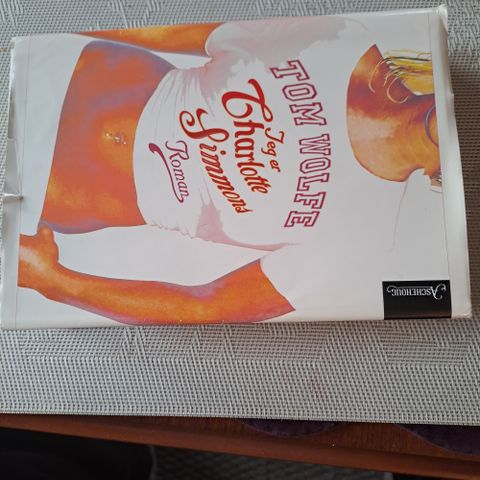 TOM WOLFE
Jeg er
Charlotte
Simmons
Roman
ASCHEHOUG